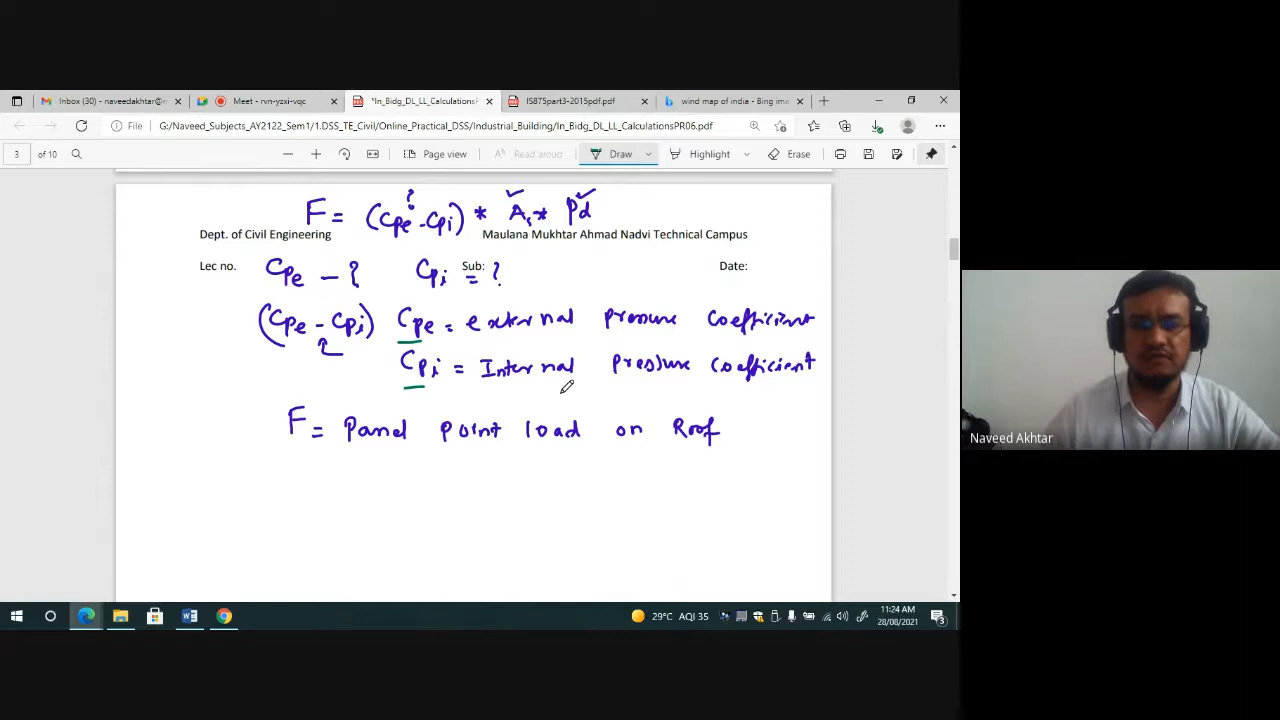 Inbox (30) - naveedakhtar@m
Meet - rvn-yzxi-vqc
*In_Bidg_DL_LL_Calculations
IS875part3-2015pdf.pdf
wind map of india - Bing ima
File
G:/Naveed_Subjects_AY2122_Sem1/1.DSS_TE_Civil/Online_Practical_DSS/Industrial_Building/In_Bidg_DL_LL_CalculationsPR06.pdf
3 of 10
Page view
Read aloud
Draw
Highlight
Erase
?
F = (Cpe - Cpi) * A, * Pd
Dept. of Civil Engineering Maulana Mukhtar Ahmad Nadvi Technical Campus
Lec no. Cpe - ? Cpi = ? Sub: Date:
(Cpe - Cpi) Cpe = external pressure coefficient
Cpi = Internal pressure coefficient
F = Panel point load on Roof
Naveed Akhtar
29°C AQI 35
11:24 AM
28/08/2021
3